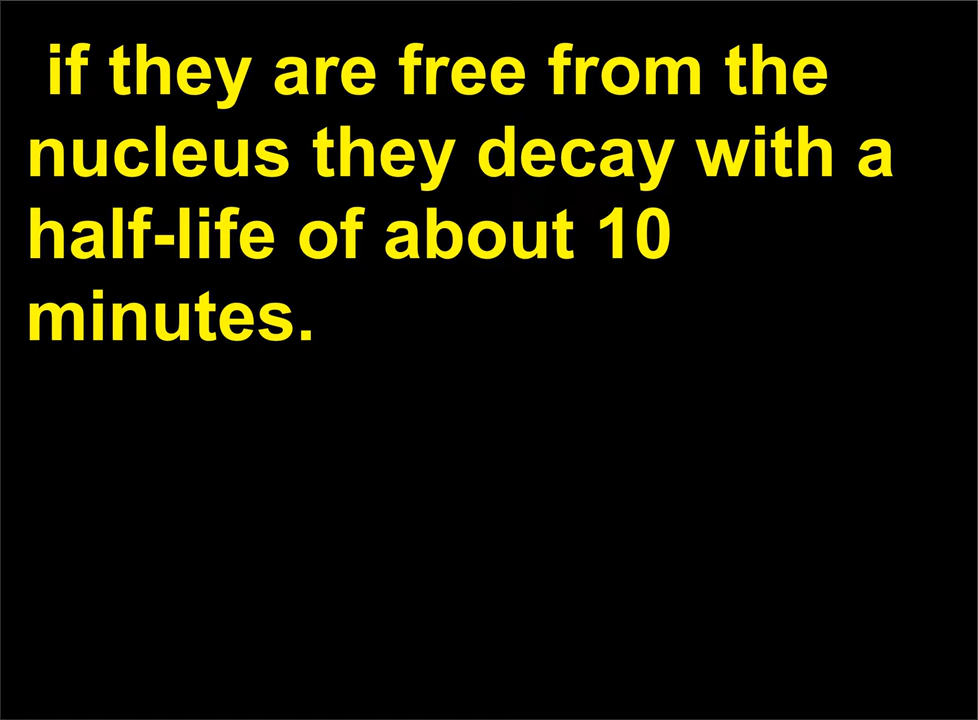 if they are free from the
nucleus they decay with a
half-life of about 10
minutes.